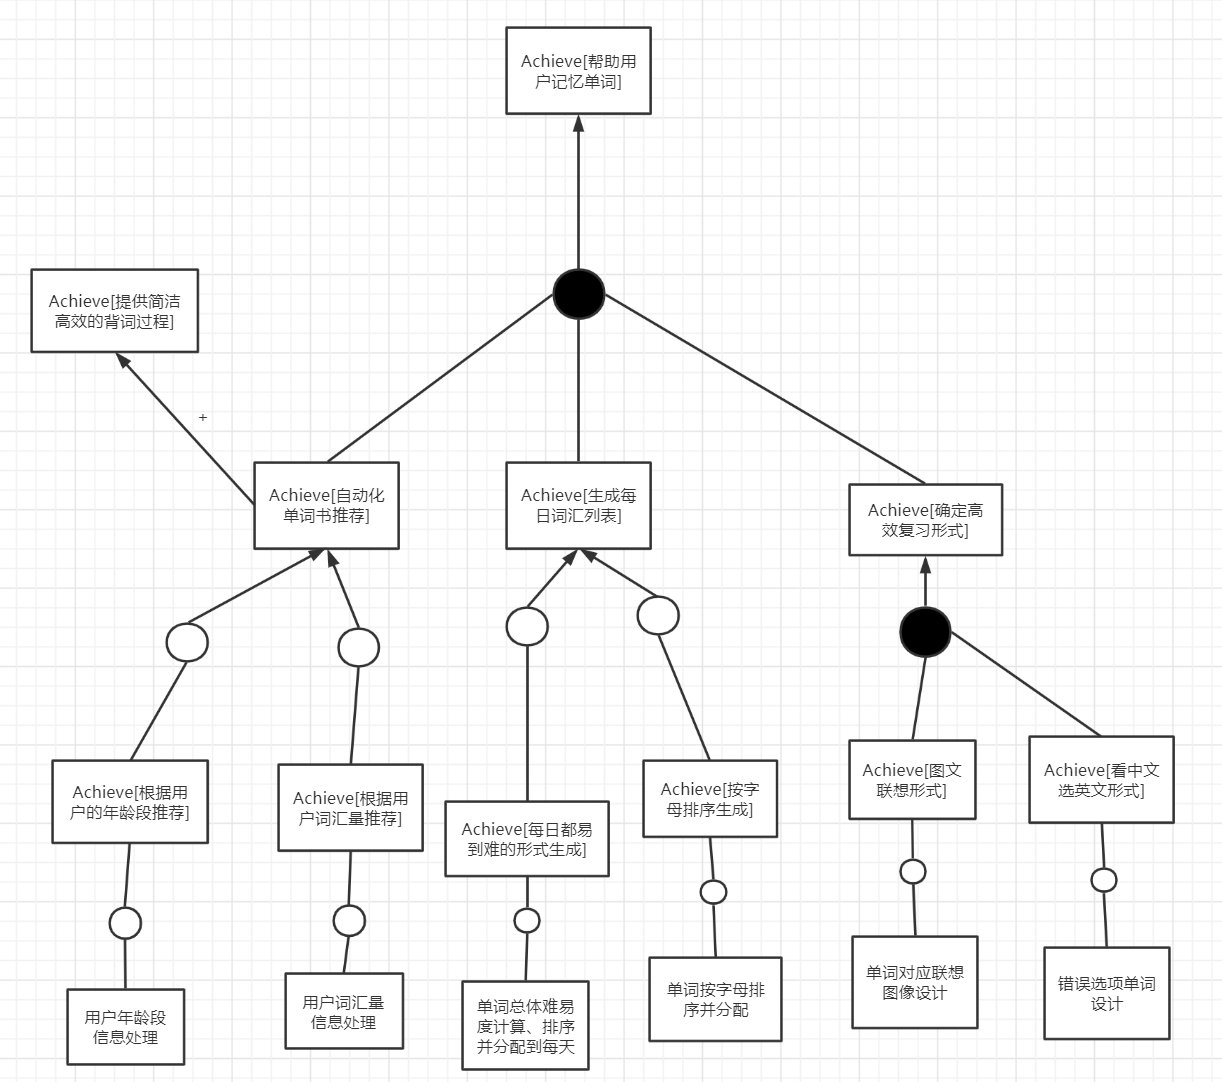 Achieve[帮助用
户记忆单词]
Achieve[提供简洁
高效的背词过程]
+
Achieve[自动化
单词书推荐]
Achieve[生成每
日词汇列表]
Achieve[确定高
效复习形式]
Achieve[根据用
户的年龄段推荐]
Achieve[根据用
户词汇量推荐]
Achieve[每日都易
到难的形式生成]
Achieve[按字
母排序生成]
Achieve[图文
联想形式]
Achieve[看中文
选英文形式]
用户年龄段
信息处理
用户词汇量
信息处理
单词总体难易
度计算、排序
并分配到每天
单词按字母排
序并分配
单词对应联想
图像设计
错误选项单词
设计